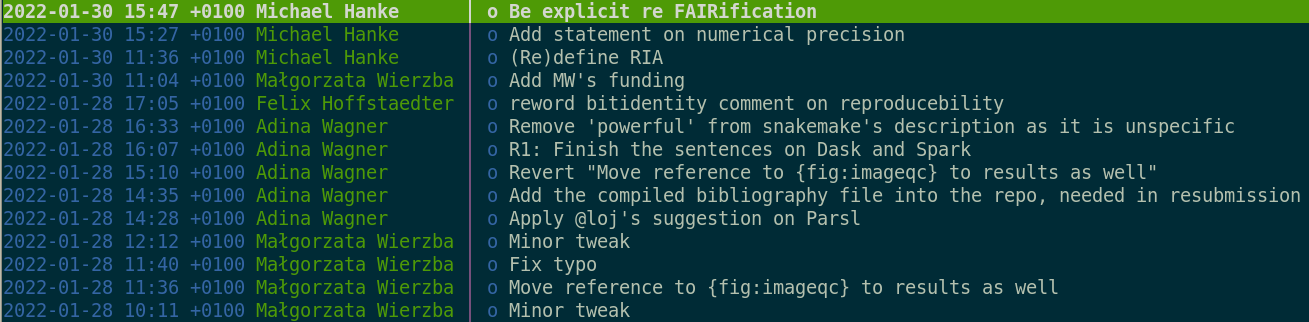 2022-01-30 15:47 +0100 Michael Hanke o Be explicit re FAIRification
2022-01-30 15:27 +0100 Michael Hanke o Add statement on numerical precision
2022-01-30 11:36 +0100 Michael Hanke o (Re)define RIA
2022-01-30 11:04 +0100 Małgorzata Wierzba o Add MW's funding
2022-01-28 17:05 +0100 Felix Hoffstaedter o reword bitidentity comment on reproducebility
2022-01-28 16:33 +0100 Adina Wagner o Remove 'powerful' from snakemake's description as it is unspecific
2022-01-28 16:07 +0100 Adina Wagner o R1: Finish the sentences on Dask and Spark
2022-01-28 15:10 +0100 Adina Wagner o Revert "Move reference to {fig:imageqc} to results as well"
2022-01-28 14:35 +0100 Adina Wagner o Add the compiled bibliography file into the repo, needed in resubmission
2022-01-28 14:28 +0100 Adina Wagner o Apply @loj's suggestion on Parsl
2022-01-28 12:12 +0100 Małgorzata Wierzba o Minor tweak
2022-01-28 11:40 +0100 Małgorzata Wierzba o Fix typo
2022-01-28 11:36 +0100 Małgorzata Wierzba o Move reference to {fig:imageqc} to results as well
2022-01-28 10:11 +0100 Małgorzata Wierzba o Minor tweak